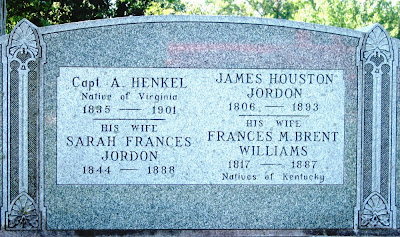 Capt. A. HENKEL
Native of Virginia
1835 — 1901
HIS WIFE
SARAH FRANCES
JORDON
1844 — 1888
JAMES HOUSTON
JORDON
1806 — 1893
HIS WIFE
FRANCES M. BRENT
WILLIAMS
1817 — 1887
Natives of Kentucky